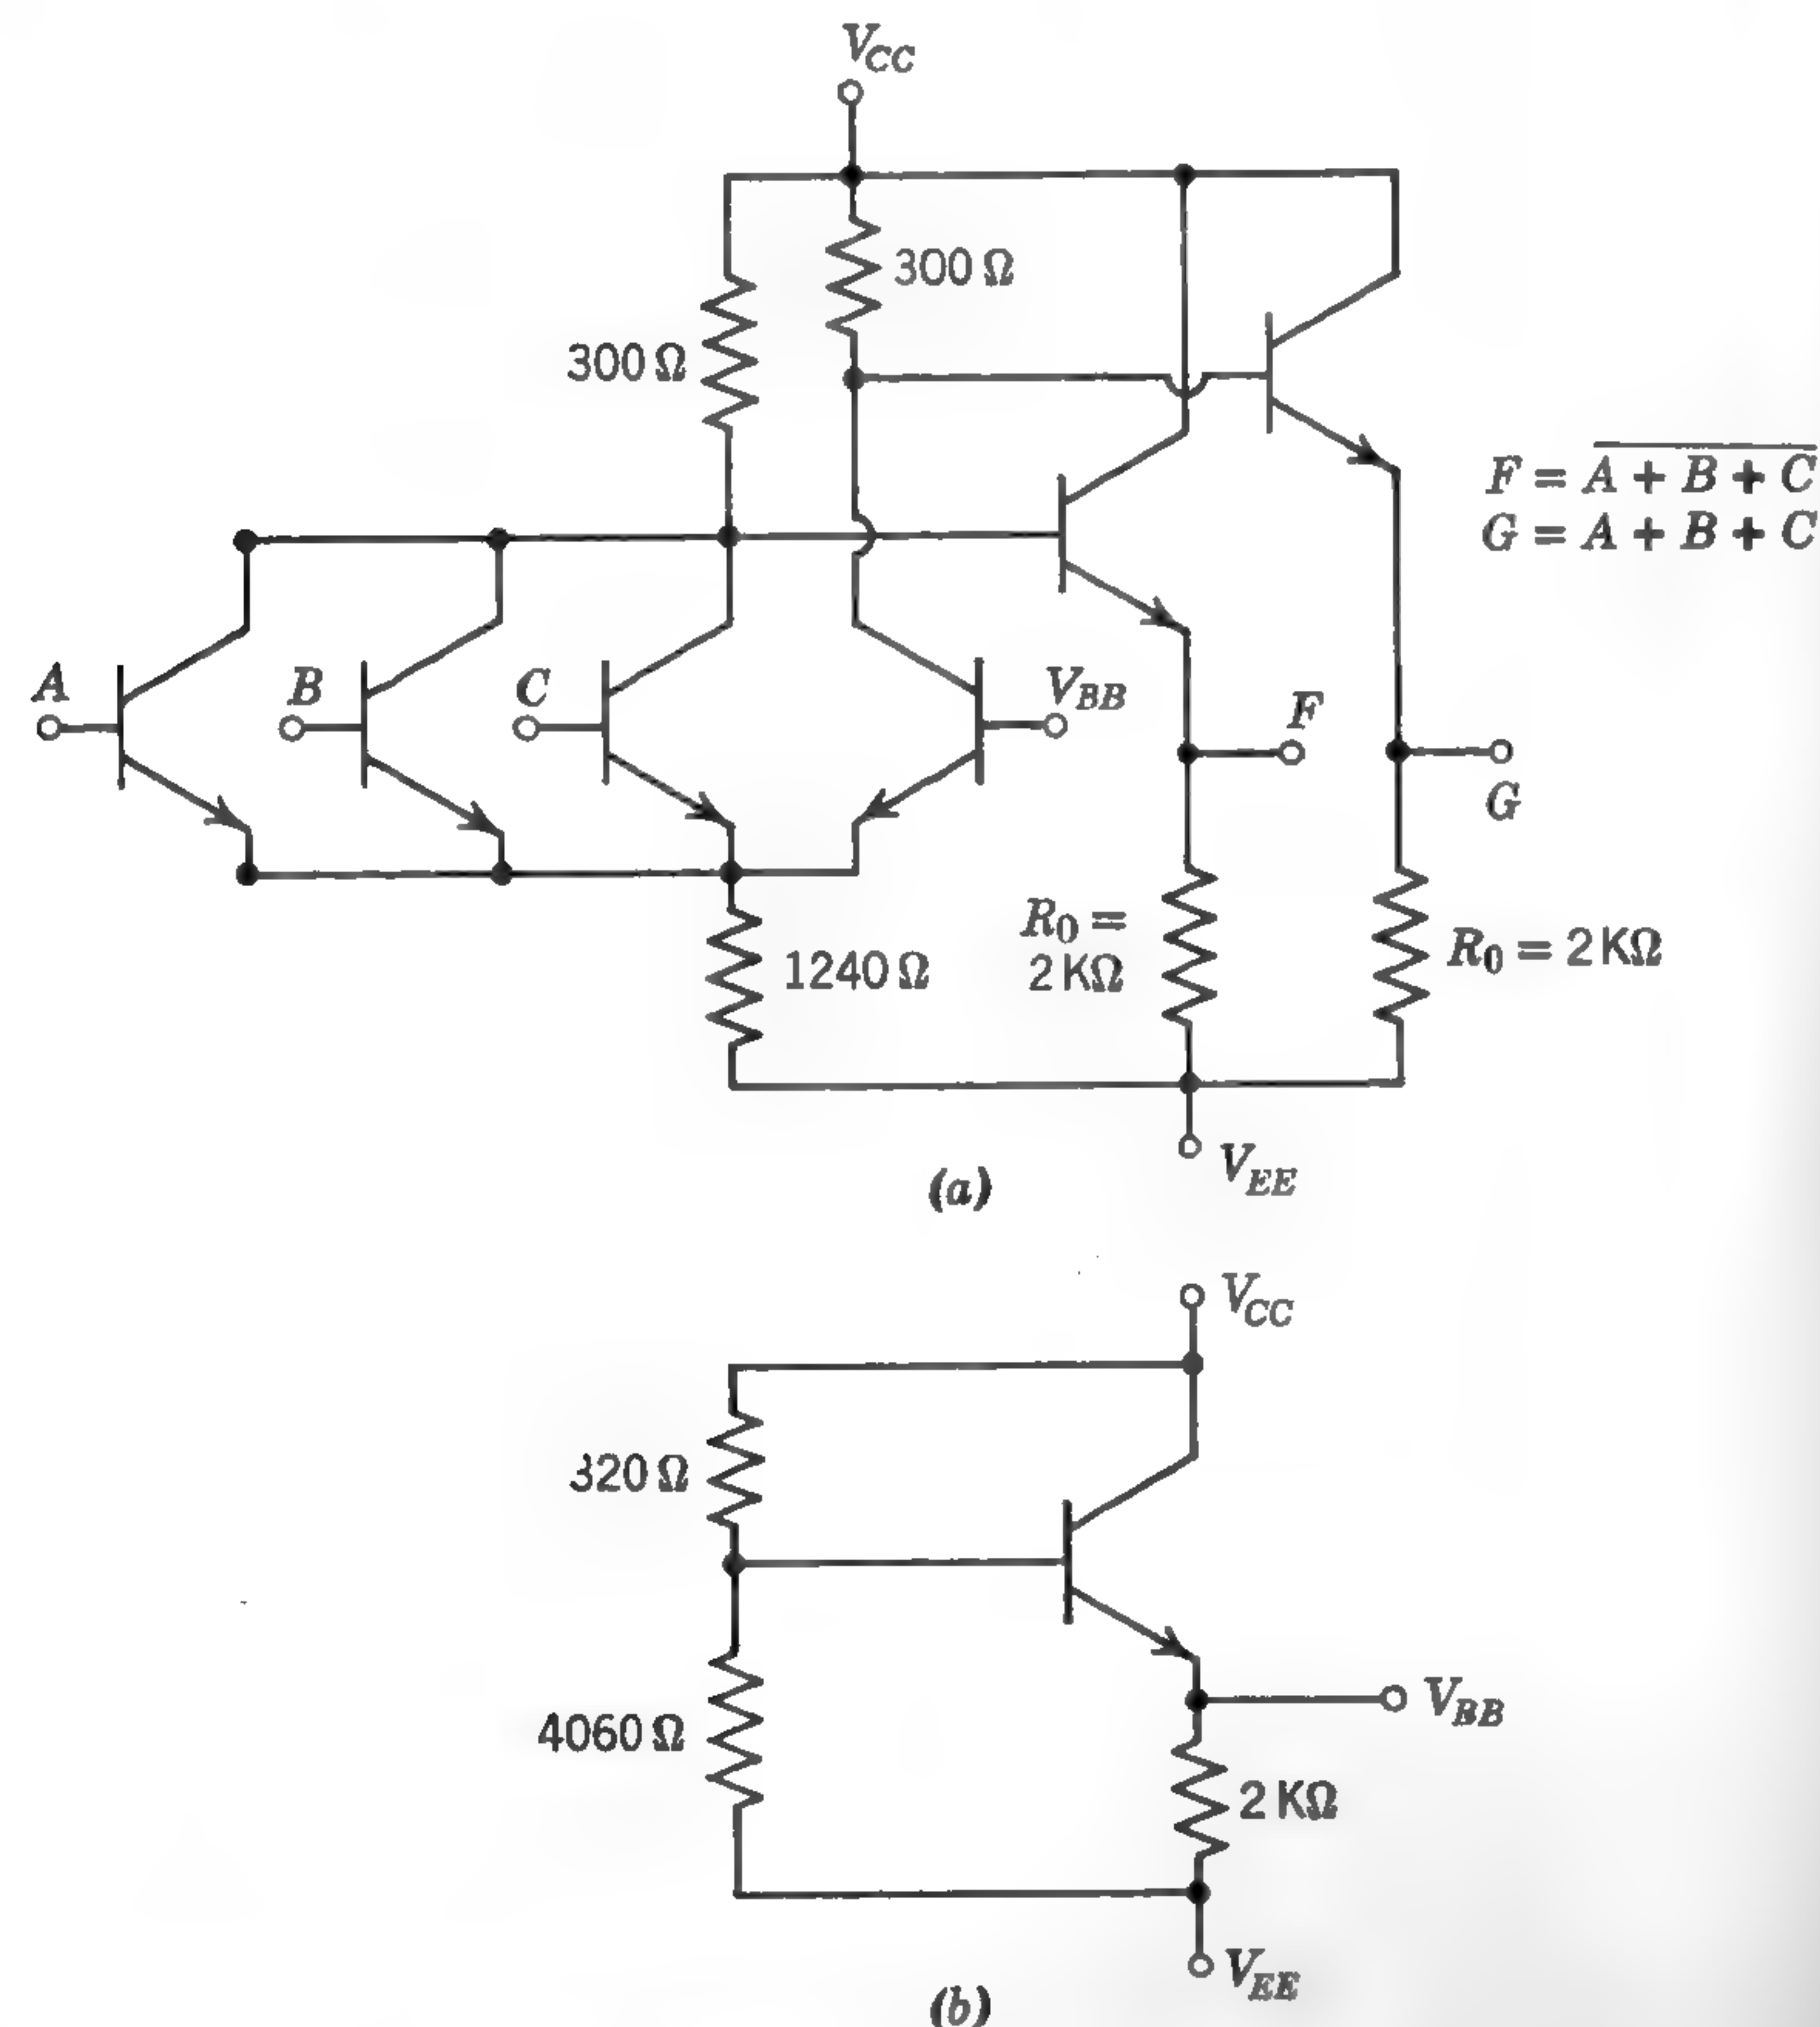 V_CC
300 Ω
300 Ω
F = \overline{A + B + C}
G = A + B + C
A
B
C
V_BB
F
G
R_0 =
2 KΩ
1240 Ω
R_0 = 2 KΩ
V_EE
(a)
V_CC
320 Ω
V_BB
4060 Ω
2 KΩ
V_EE
(b)